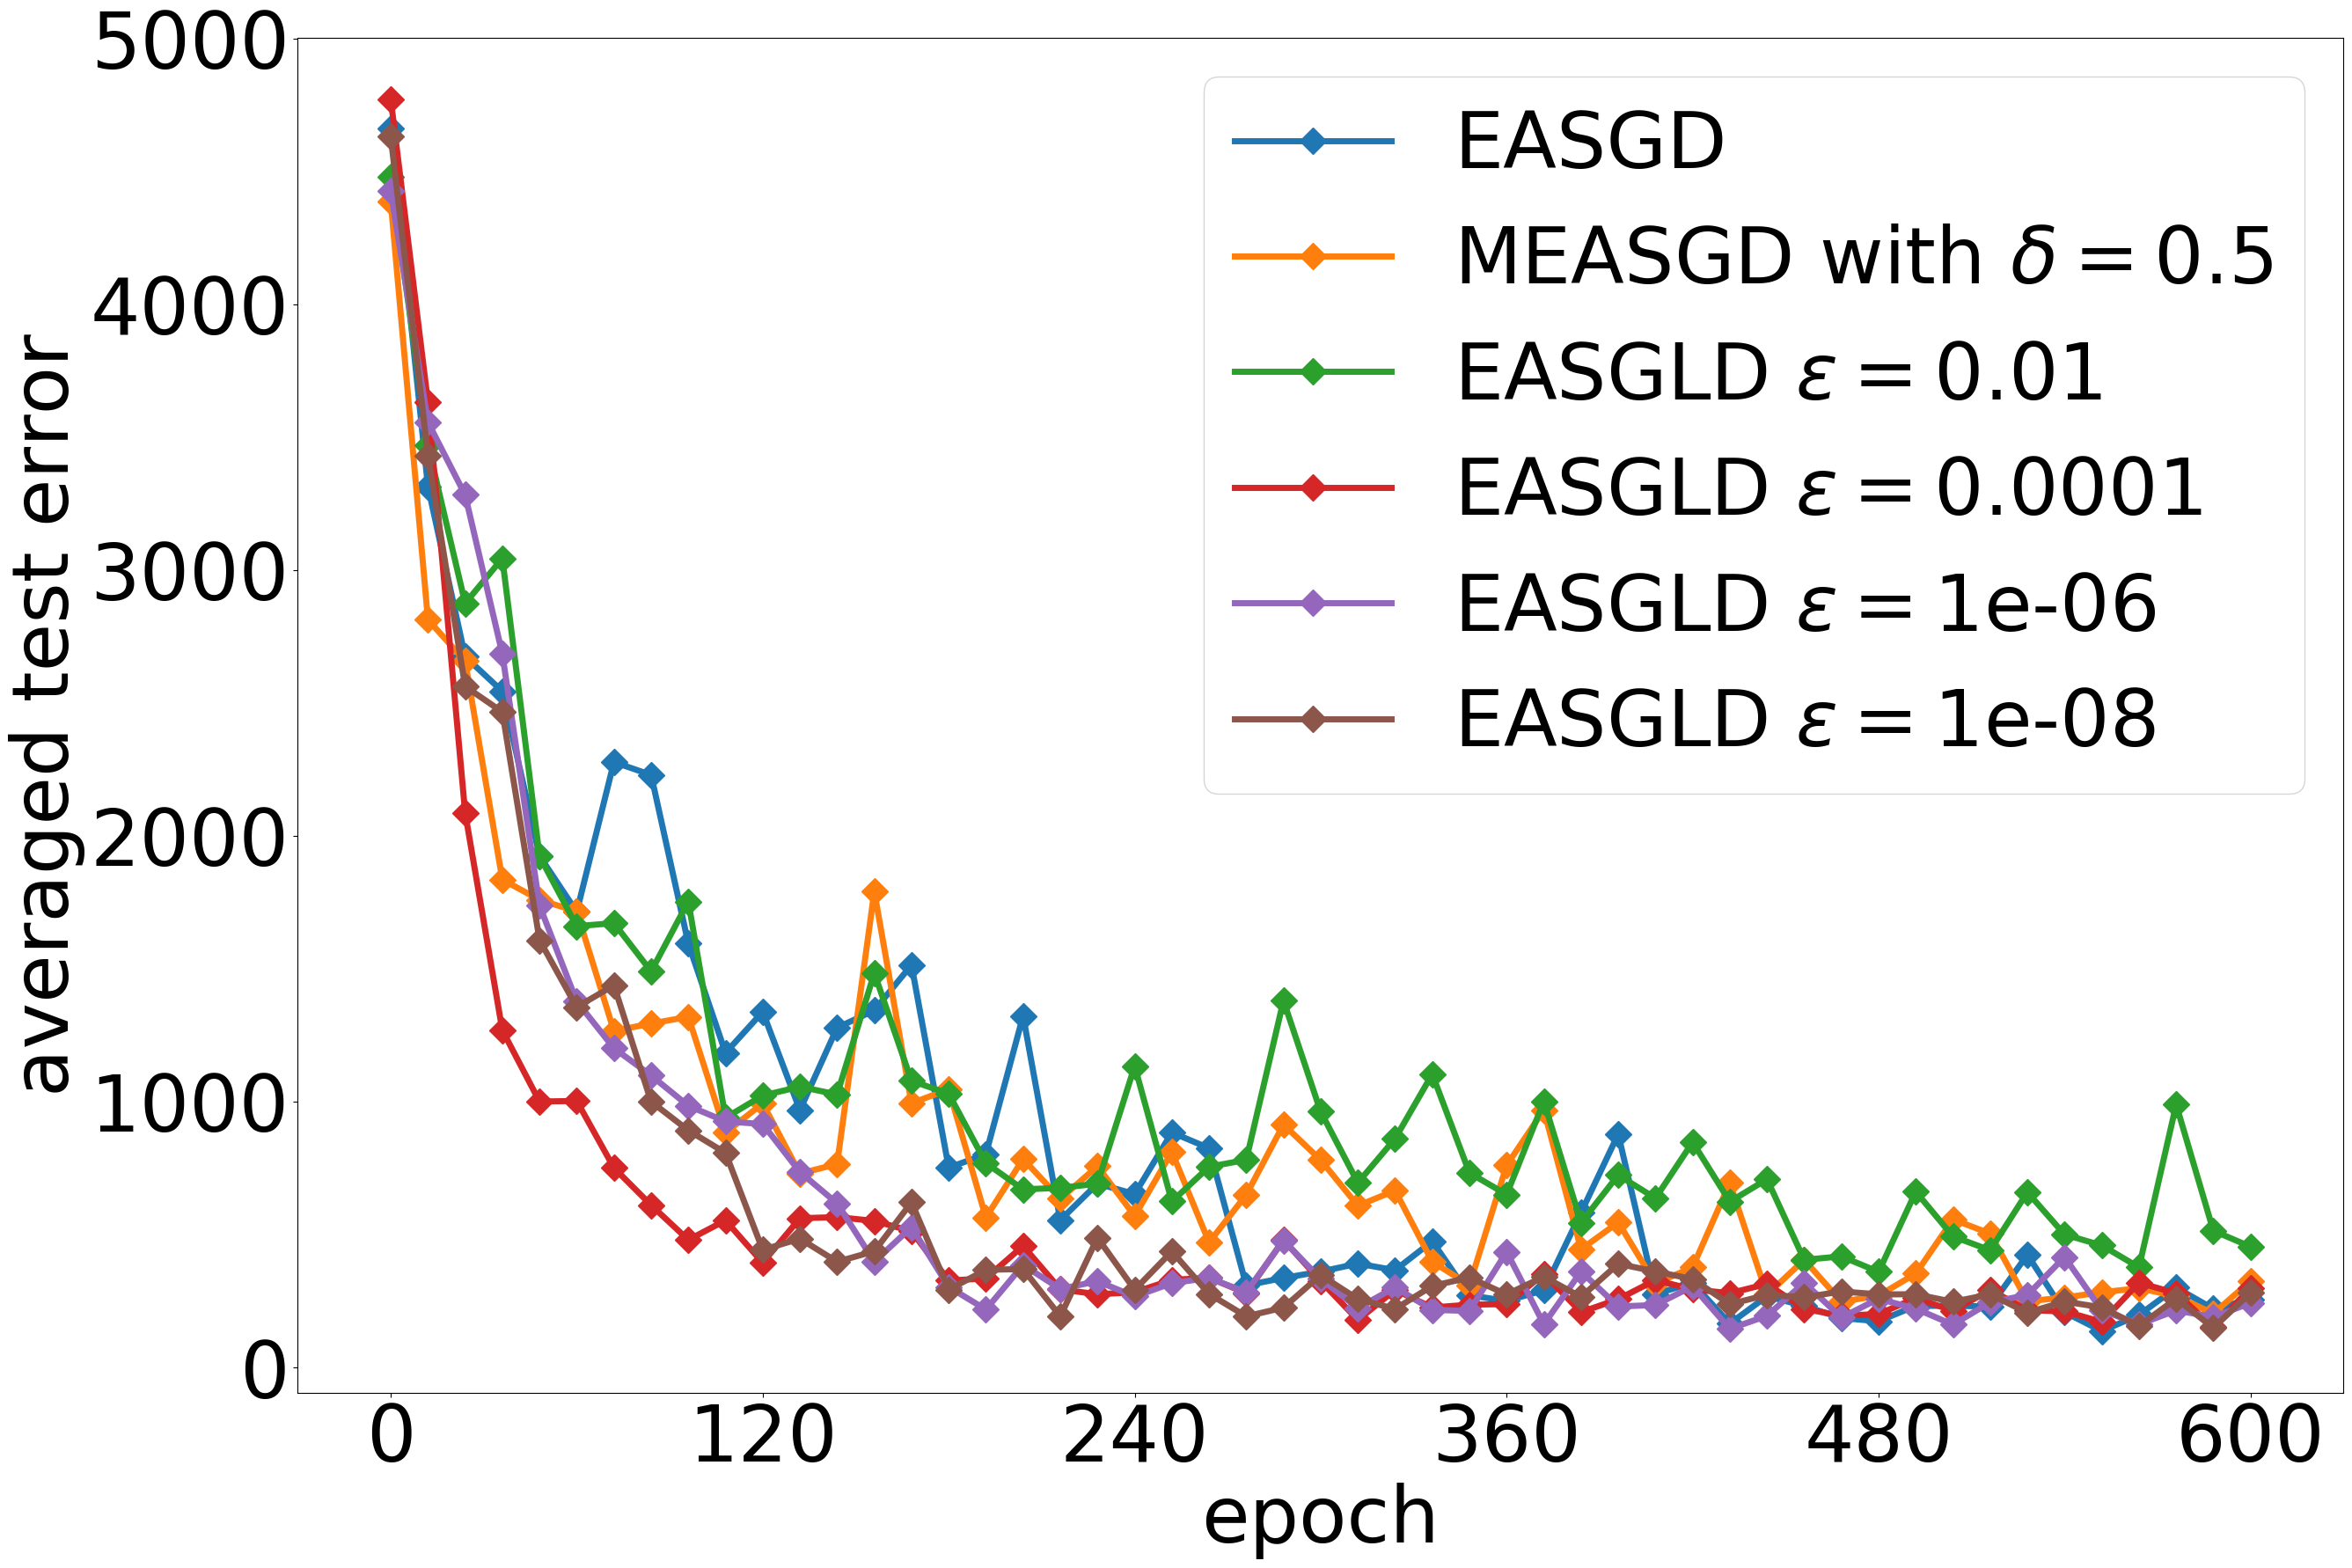 averaged test error
5000
4000
3000
2000
1000
0
0 120 240 360 480 600
epoch
EASGD
MEASGD with δ = 0.5
EASGLD ε = 0.01
EASGLD ε = 0.0001
EASGLD ε = 1e-06
EASGLD ε = 1e-08